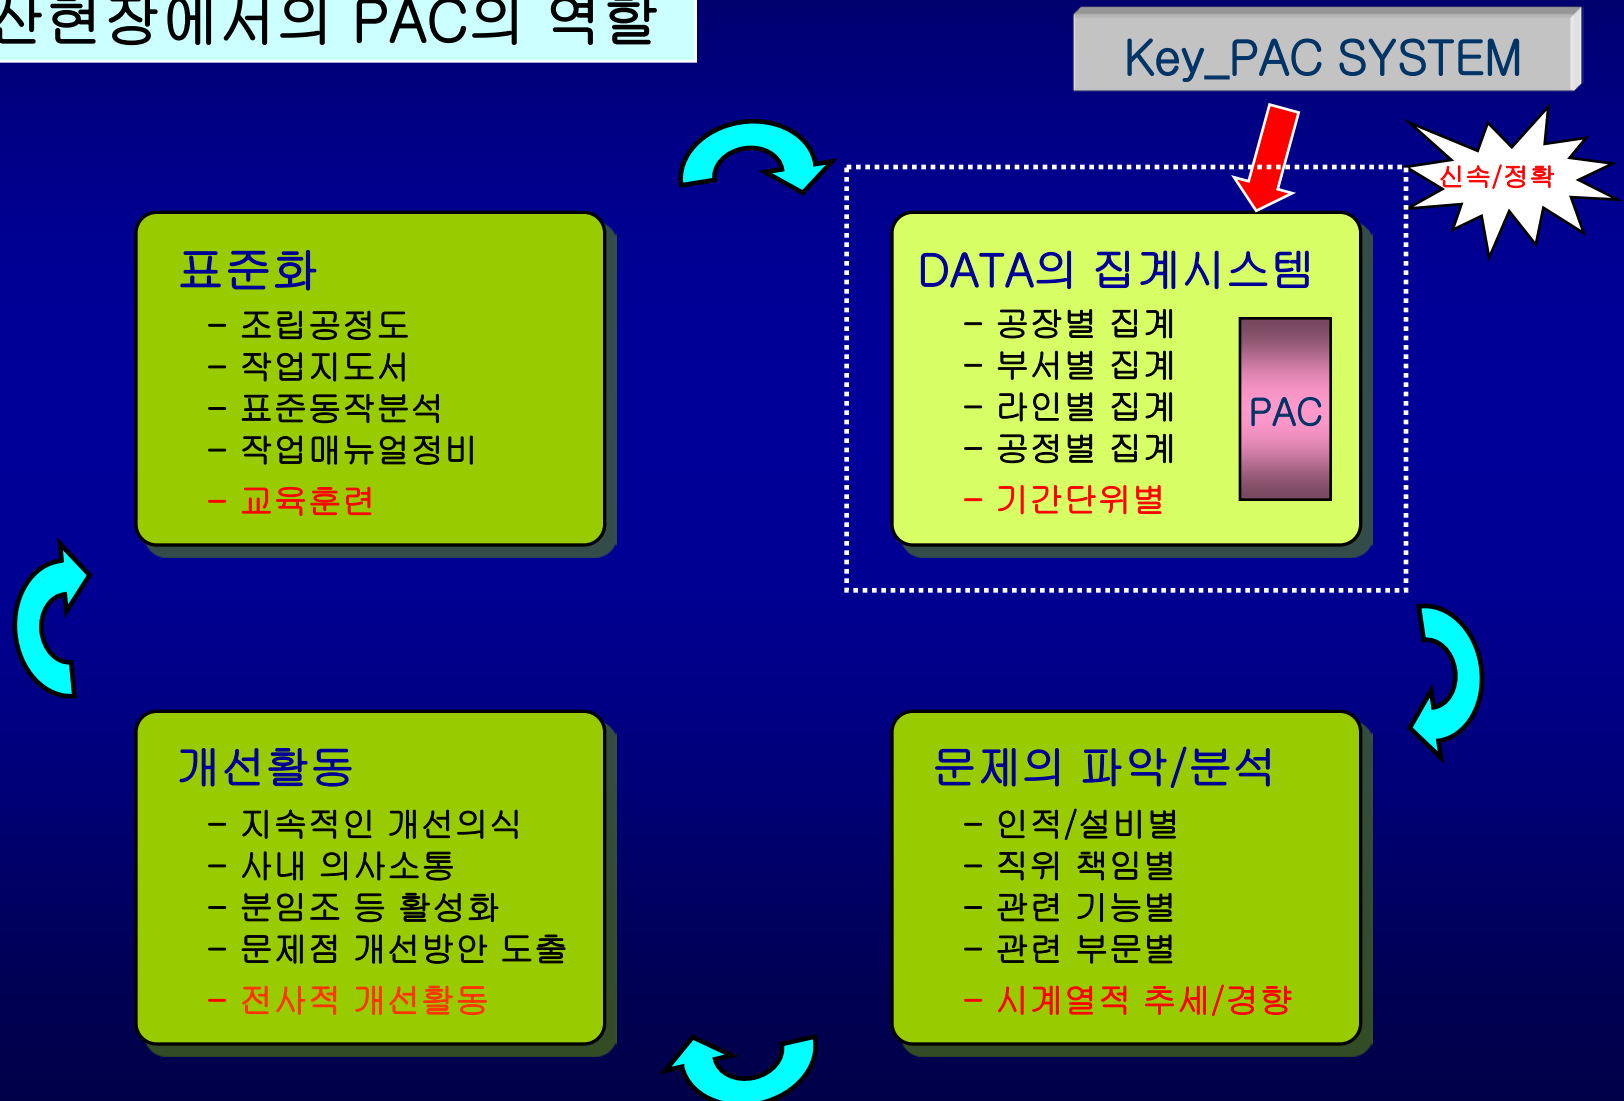 산현장에서의 PAC의 역할
Key_PAC SYSTEM
신속/정확
표준화
- 조립공정도
- 작업지도서
- 표준동작분석
- 작업매뉴얼정비
- 교육훈련
DATA의 집계시스템
- 공장별 집계
- 부서별 집계
- 라인별 집계
- 공정별 집계
- 기간단위별
PAC
개선활동
- 지속적인 개선의식
- 사내 의사소통
- 분임조 등 활성화
- 문제점 개선방안 도출
- 전사적 개선활동
문제의 파악/분석
- 인적/설비별
- 직위 책임별
- 관련 기능별
- 관련 부문별
- 시계열적 추세/경향